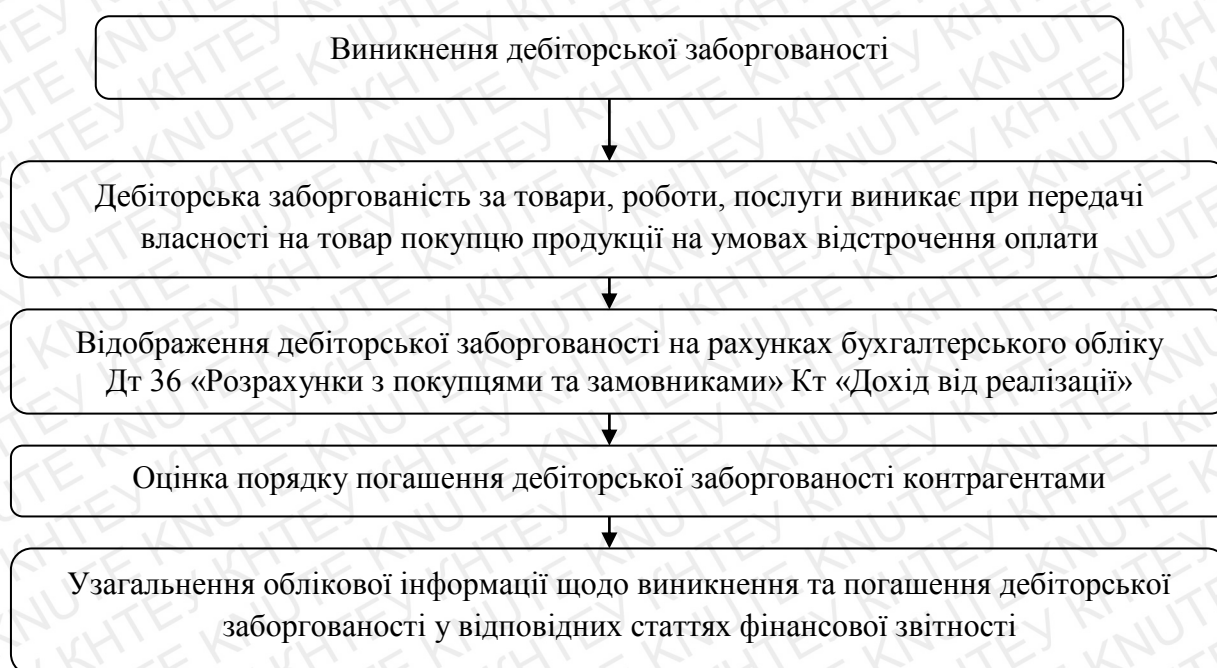 Виникнення дебіторської заборгованості
Дебіторська заборгованість за товари, роботи, послуги виникає при передачі
власності на товар покупцю продукції на умовах відстрочення оплати
Відображення дебіторської заборгованості на рахунках бухгалтерського обліку
Дт 36 «Розрахунки з покупцями та замовниками» Кт «Дохід від реалізації»
Оцінка порядку погашення дебіторської заборгованості контрагентами
Узагальнення облікової інформації щодо виникнення та погашення дебіторської
заборгованості у відповідних статтях фінансової звітності